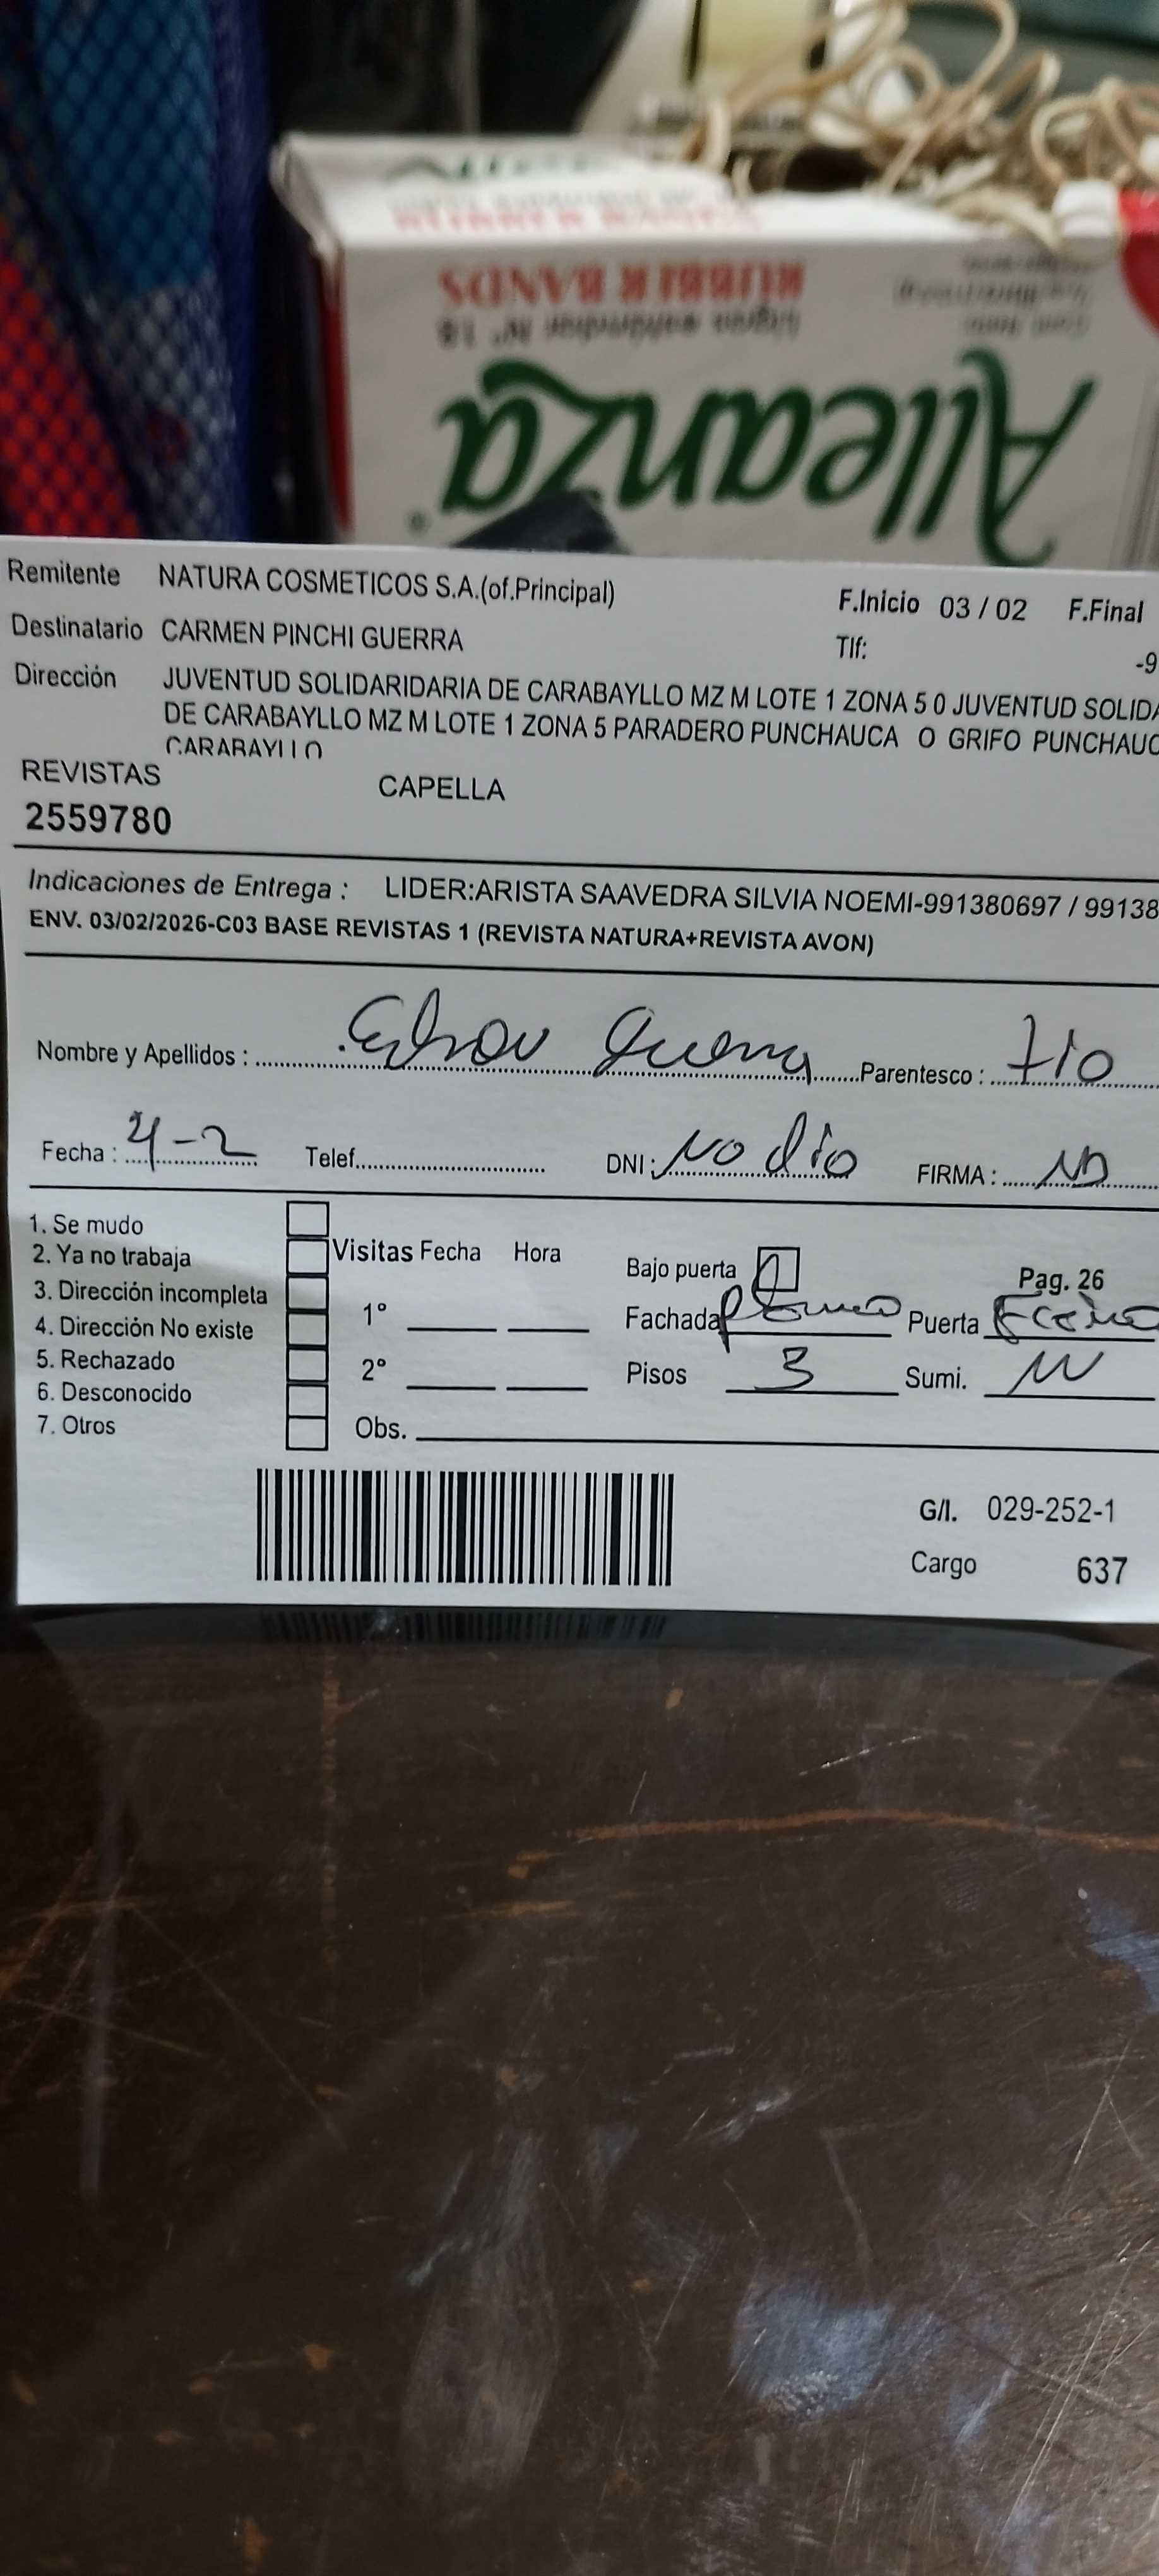 Alleanza
Ligas estándar N° 18
RUBBER BANDS
Remitente NATURA COSMETICOS S.A.(of.Principal) F.Inicio 03 / 02 F.Final
Destinatario CARMEN PINCHI GUERRA Tlf: -9
Dirección JUVENTUD SOLIDARIDARIA DE CARABAYLLO MZ M LOTE 1 ZONA 5 0 JUVENTUD SOLIDA
DE CARABAYLLO MZ M LOTE 1 ZONA 5 PARADERO PUNCHAUCA O GRIFO PUNCHAUC
CARABAYLLO
REVISTAS CAPELLA
2559780
Indicaciones de Entrega : LIDER:ARISTA SAAVEDRA SILVIA NOEMI-991380697 / 99138
ENV. 03/02/2026-C03 BASE REVISTAS 1 (REVISTA NATURA+REVISTA AVON)
Nombre y Apellidos : Guerra Parentesco : tio
Fecha : 4-2 Telef. DNI : No dio FIRMA : ND
1. Se mudo
2. Ya no trabaja Visitas Fecha Hora Bajo puerta Pag. 26
3. Dirección incompleta 1° Fachada Puerta
4. Dirección No existe
5. Rechazado 2° Pisos 3 Sumi.
6. Desconocido
7. Otros Obs.
G/I. 029-252-1
Cargo 637